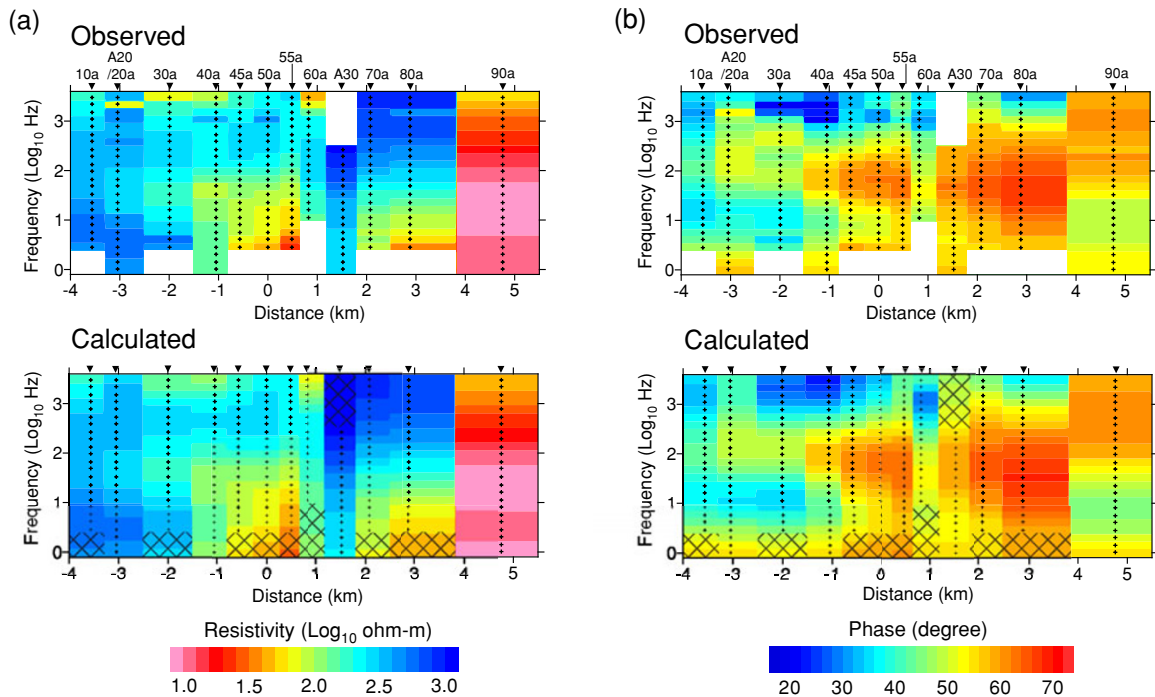 (a)
Observed
A20
55a
10a /20a 30a 40a 45a 50a 60a A30 70a 80a 90a
Frequency (Log10 Hz)
3
2
1
0
-4 -3 -2 -1 0 1 2 3 4 5
Distance (km)
Calculated
Frequency (Log10 Hz)
3
2
1
0
-4 -3 -2 -1 0 1 2 3 4 5
Distance (km)
Resistivity (Log10 ohm-m)
1.0 1.5 2.0 2.5 3.0
(b)
Observed
A20
55a
10a /20a 30a 40a 45a 50a 60a A30 70a 80a 90a
Frequency (Log10 Hz)
3
2
1
0
-4 -3 -2 -1 0 1 2 3 4 5
Distance (km)
Calculated
Frequency (Log10 Hz)
3
2
1
0
-4 -3 -2 -1 0 1 2 3 4 5
Distance (km)
Phase (degree)
20 30 40 50 60 70